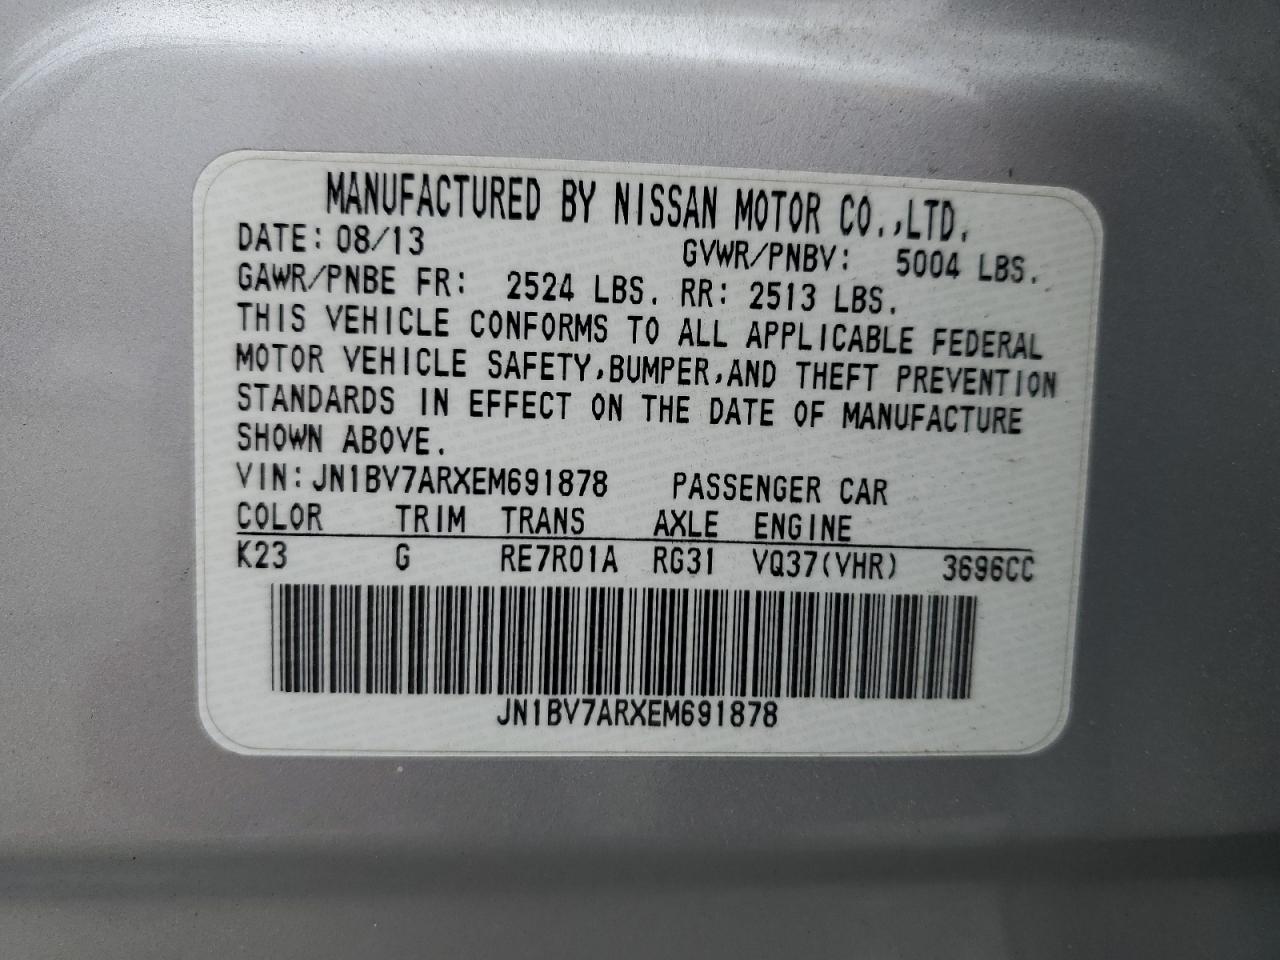 MANUFACTURED BY NISSAN MOTOR CO.,LTD.
DATE: 08/13 GVWR/PNBV: 5004 LBS.
GAWR/PNBE FR: 2524 LBS. RR: 2513 LBS.
THIS VEHICLE CONFORMS TO ALL APPLICABLE FEDERAL
MOTOR VEHICLE SAFETY,BUMPER,AND THEFT PREVENTION
STANDARDS IN EFFECT ON THE DATE OF MANUFACTURE
SHOWN ABOVE.
VIN: JN1BV7ARXEM691878 PASSENGER CAR
COLOR TRIM TRANS AXLE ENGINE
K23 G RE7R01A RG31 VQ37(VHR) 3696CC
JN1BV7ARXEM691878